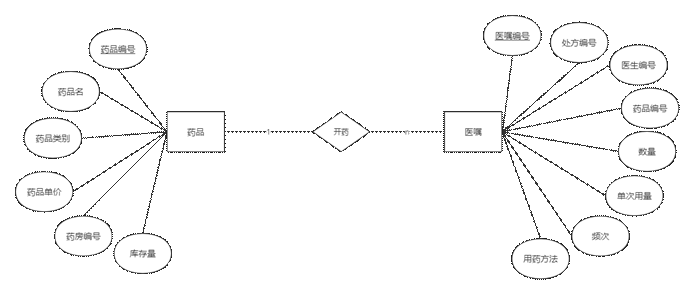 药品编号
药品名
药品类别
药品单价
药房编号
库存量
药品
1
开药
n
医嘱
医嘱编号
处方编号
医生编号
药品编号
数量
单次用量
频次
用药方法